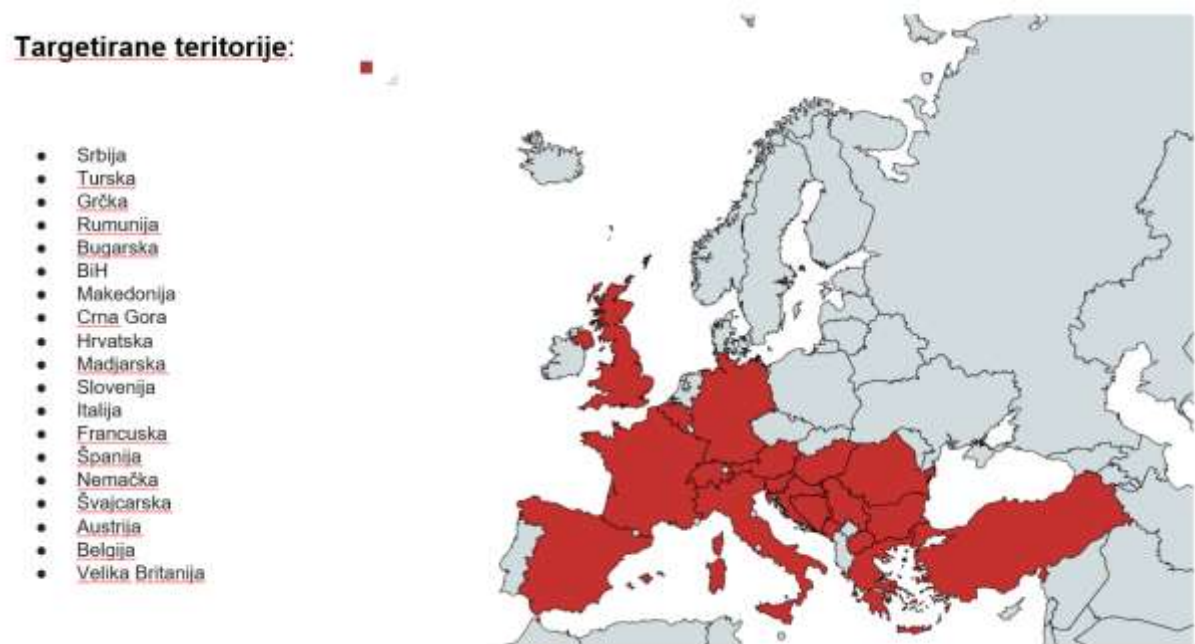 Targetirane teritorije:
● Srbija
● Turska
● Grčka
● Rumunija
● Bugarska
● BiH
● Makedonija
● Crna Gora
● Hrvatska
● Madjarska
● Slovenija
● Italija
● Francuska
● Španija
● Nemačka
● Švajcarska
● Austrija
● Belgija
● Velika Britanija